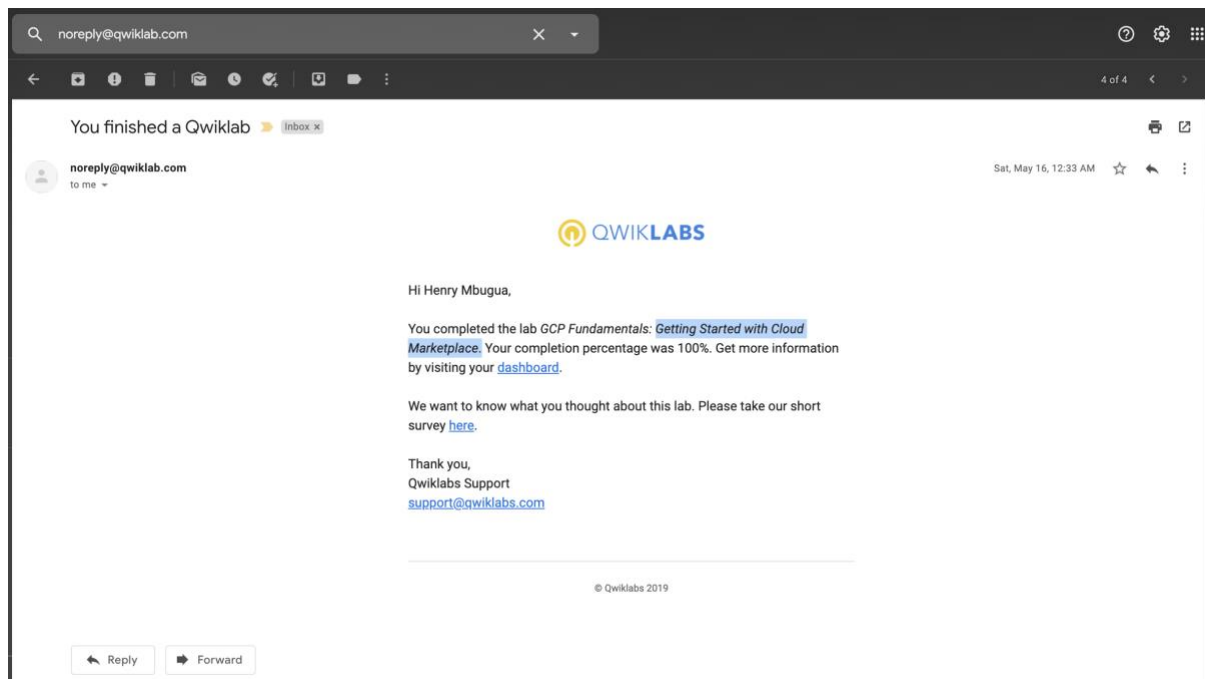 noreply@qwiklab.com
4 of 4
You finished a Qwiklab Inbox x
noreply@qwiklab.com
Sat, May 16, 12:33 AM
to me
QWIKLABS
Hi Henry Mbugua,
You completed the lab GCP Fundamentals: Getting Started with Cloud
Marketplace. Your completion percentage was 100%. Get more information
by visiting your dashboard.
We want to know what you thought about this lab. Please take our short
survey here.
Thank you,
Qwiklabs Support
support@qwiklabs.com
© Qwiklabs 2019
Reply
Forward